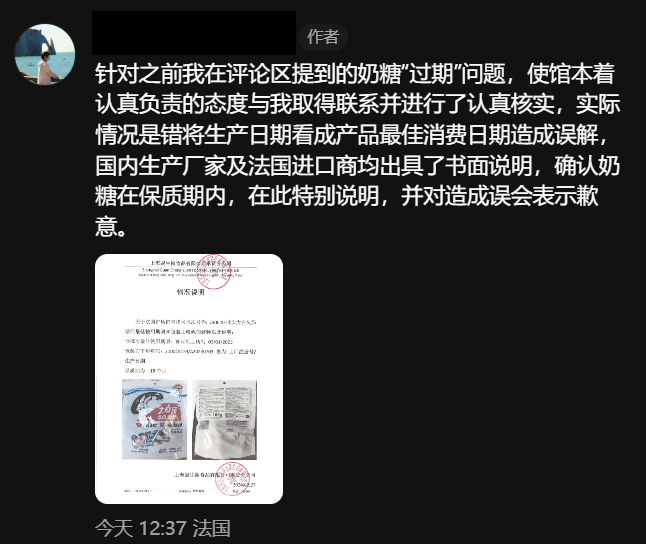 作者
针对之前我在评论区提到的奶糖“过期”问题，使馆本着
认真负责的态度与我取得联系并进行了认真核实，实际
情况是错将生产日期看成产品最佳消费日期造成误解，
国内生产厂家及法国进口商均出具了书面说明，确认奶
糖在保质期内，在此特别说明，并对造成误会表示歉
意。
情况说明
生产日期
今天 12:37 法国